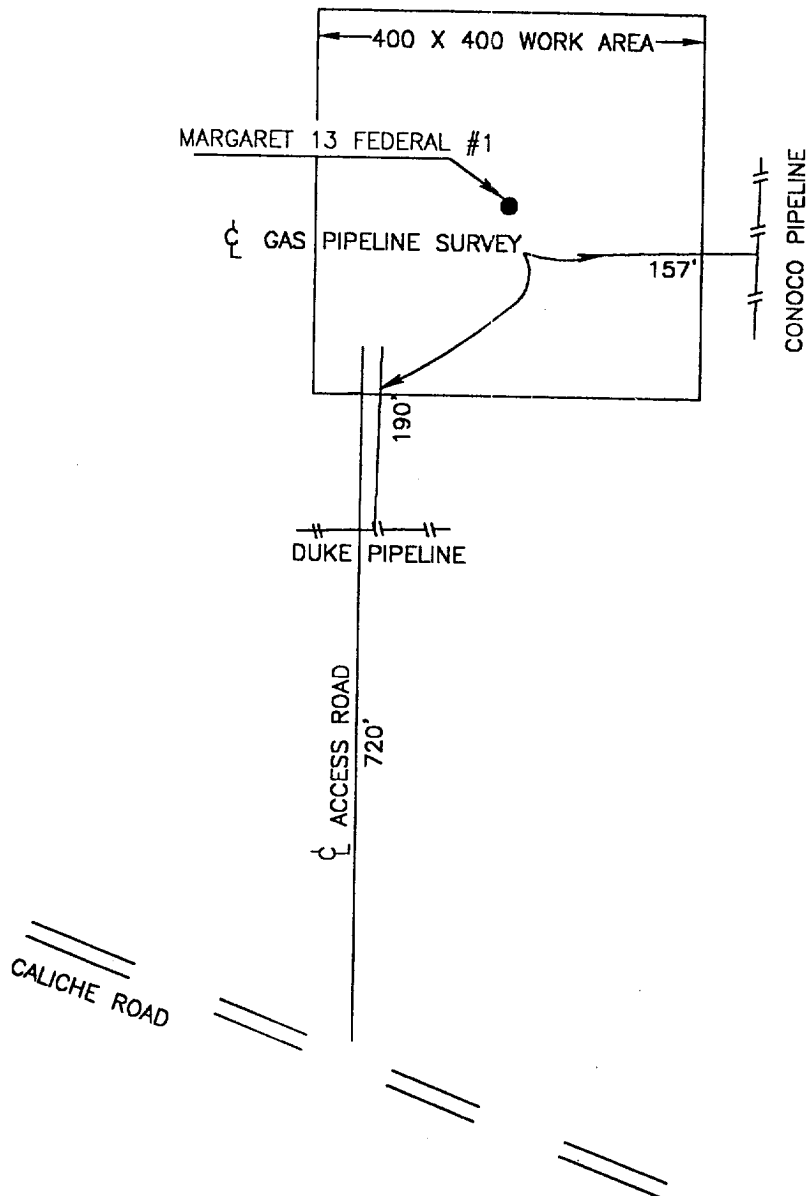 400 X 400 WORK AREA
MARGARET 13 FEDERAL #1
℄ GAS PIPELINE SURVEY
157'
CONOCO PIPELINE
190'
DUKE PIPELINE
℄ ACCESS ROAD
720'
CALICHE ROAD